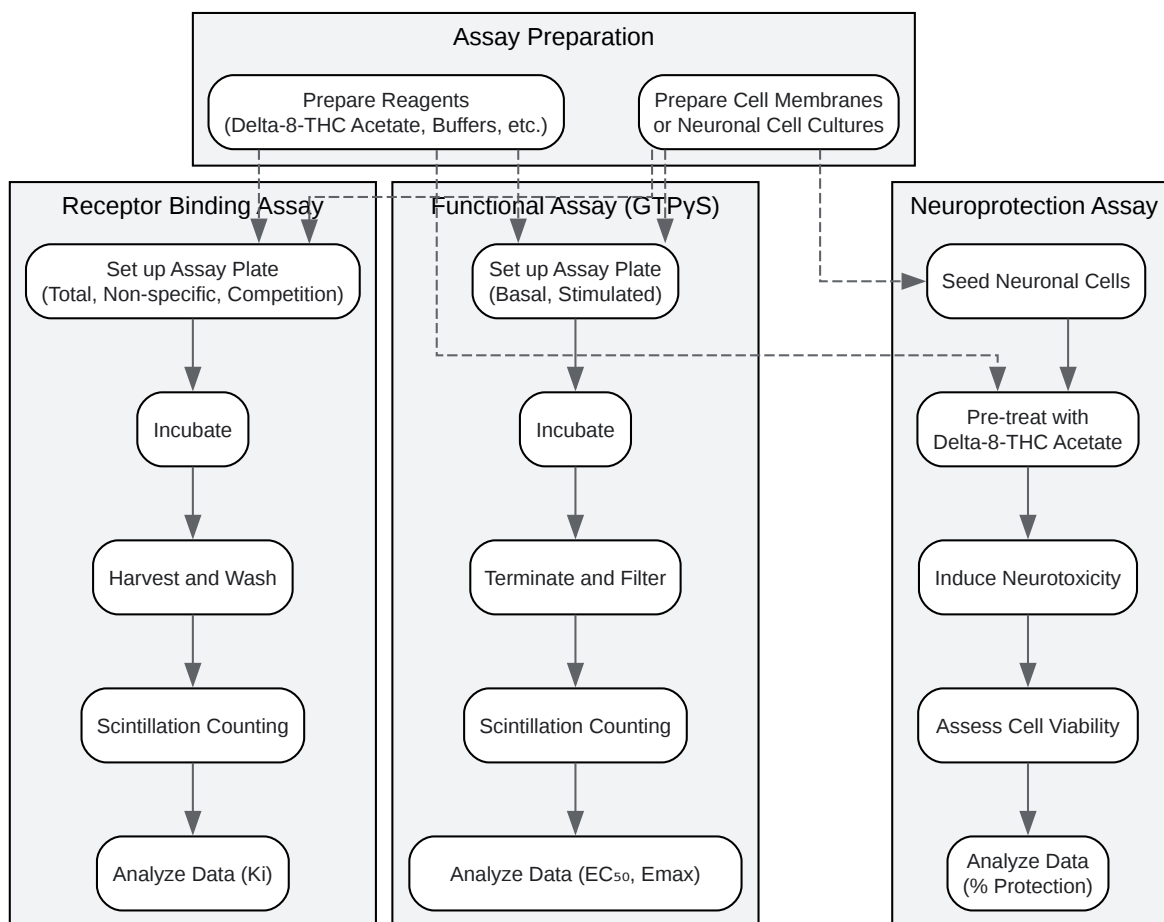 Assay Preparation
Prepare Reagents
(Delta-8-THC Acetate, Buffers, etc.)
Prepare Cell Membranes
or Neuronal Cell Cultures
Receptor Binding Assay
Set up Assay Plate
(Total, Non-specific, Competition)
Incubate
Harvest and Wash
Scintillation Counting
Analyze Data (Ki)
Functional Assay (GTPγS)
Set up Assay Plate
(Basal, Stimulated)
Incubate
Terminate and Filter
Scintillation Counting
Analyze Data (EC₅₀, Emax)
Neuroprotection Assay
Seed Neuronal Cells
Pre-treat with
Delta-8-THC Acetate
Induce Neurotoxicity
Assess Cell Viability
Analyze Data
(% Protection)